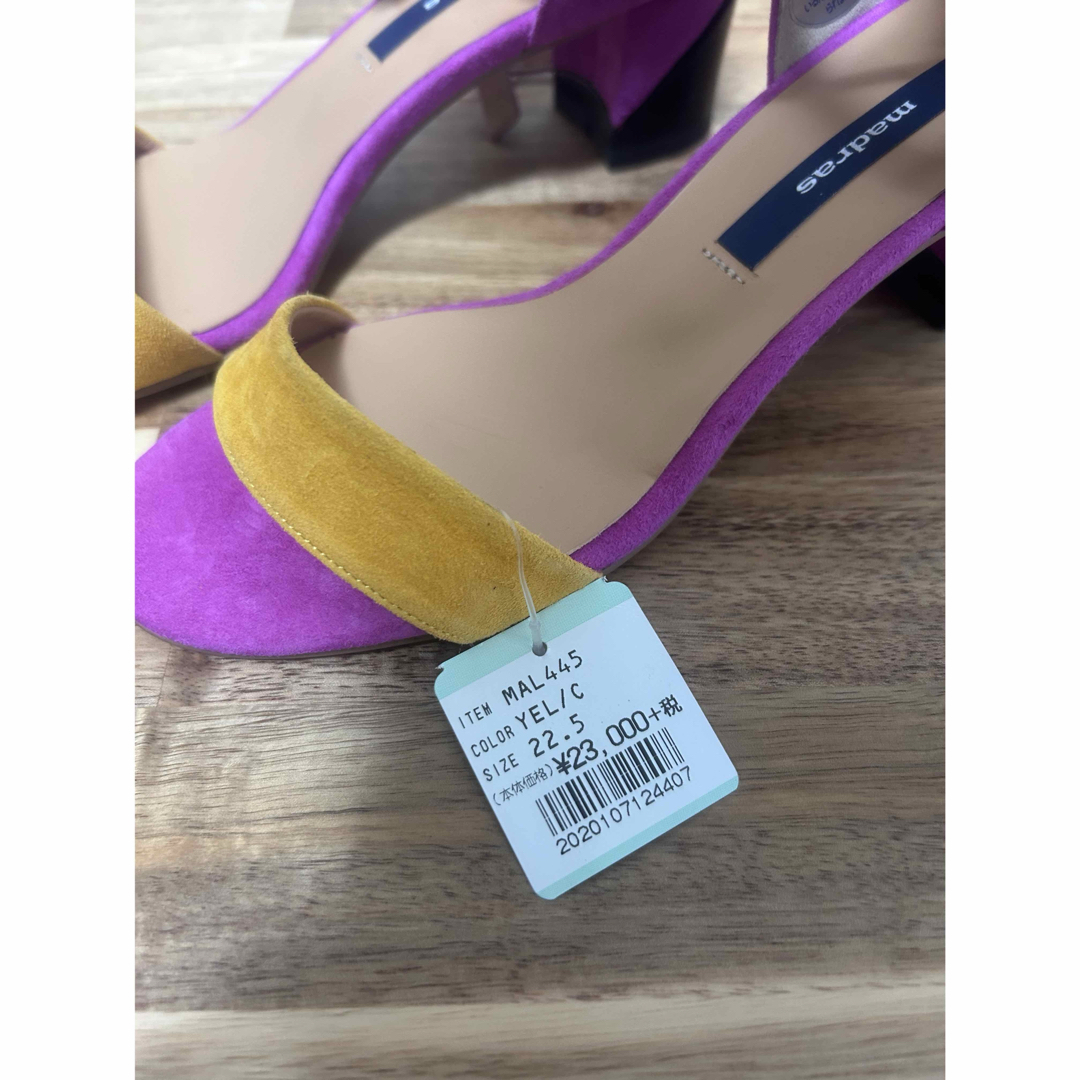 madras
ITEM MAL445
COLOR YEL/C
SIZE 22.5
(本体価格) ¥23,000+税
2020107124407